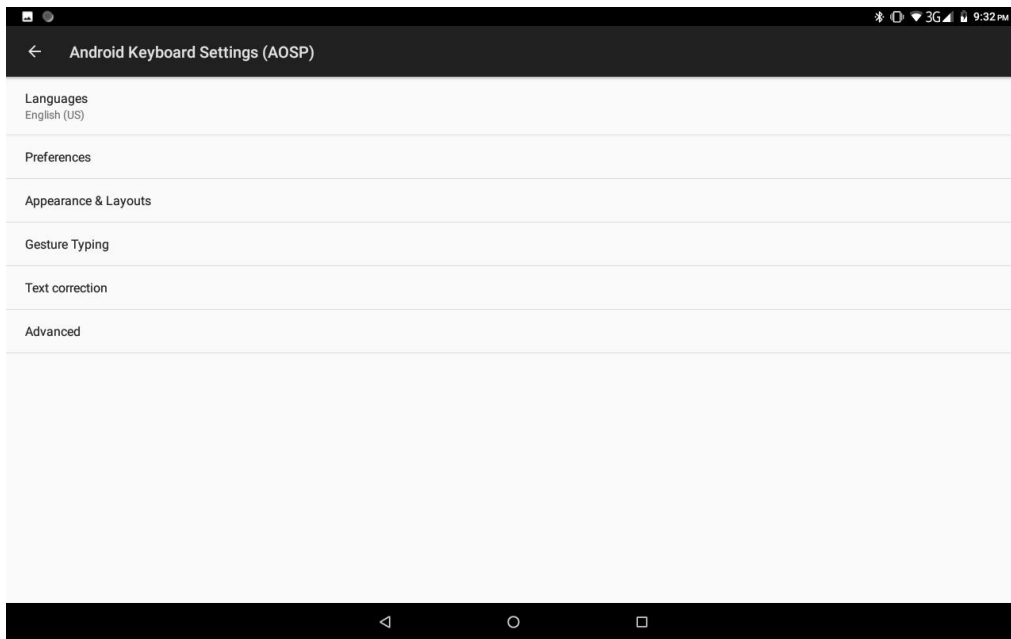 3G 9:32 PM
Android Keyboard Settings (AOSP)
Languages
English (US)
Preferences
Appearance & Layouts
Gesture Typing
Text correction
Advanced